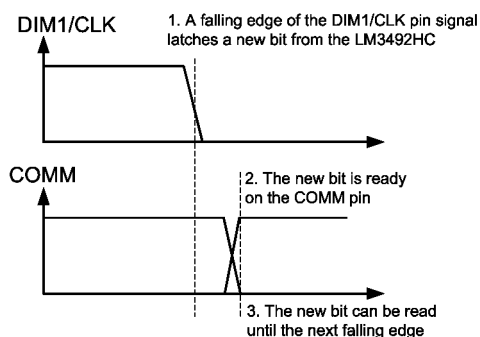 DIM1/CLK
1. A falling edge of the DIM1/CLK pin signal
latches a new bit from the LM3492HC
COMM
2. The new bit is ready
on the COMM pin
3. The new bit can be read
until the next falling edge